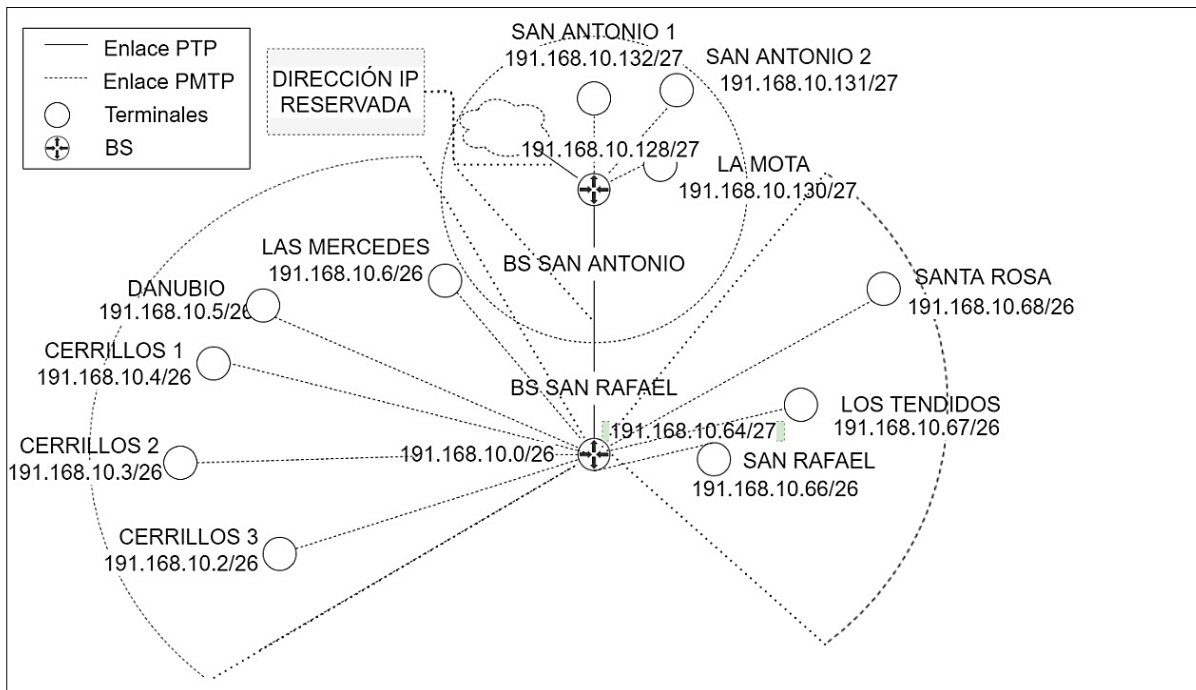 Enlace PTP
Enlace PMTP
Terminales
BS
DIRECCIÓN IP
RESERVADA
SAN ANTONIO 1
191.168.10.132/27
SAN ANTONIO 2
191.168.10.131/27
191.168.10.128/27
LA MOTA
191.168.10.130/27
BS SAN ANTONIO
LAS MERCEDES
191.168.10.6/26
DANUBIO
191.168.10.5/26
CERRILLOS 1
191.168.10.4/26
CERRILLOS 2
191.168.10.3/26
CERRILLOS 3
191.168.10.2/26
BS SAN RAFAEL
191.168.10.0/26
191.168.10.64/27
SANTA ROSA
191.168.10.68/26
LOS TENDIDOS
191.168.10.67/26
SAN RAFAEL
191.168.10.66/26